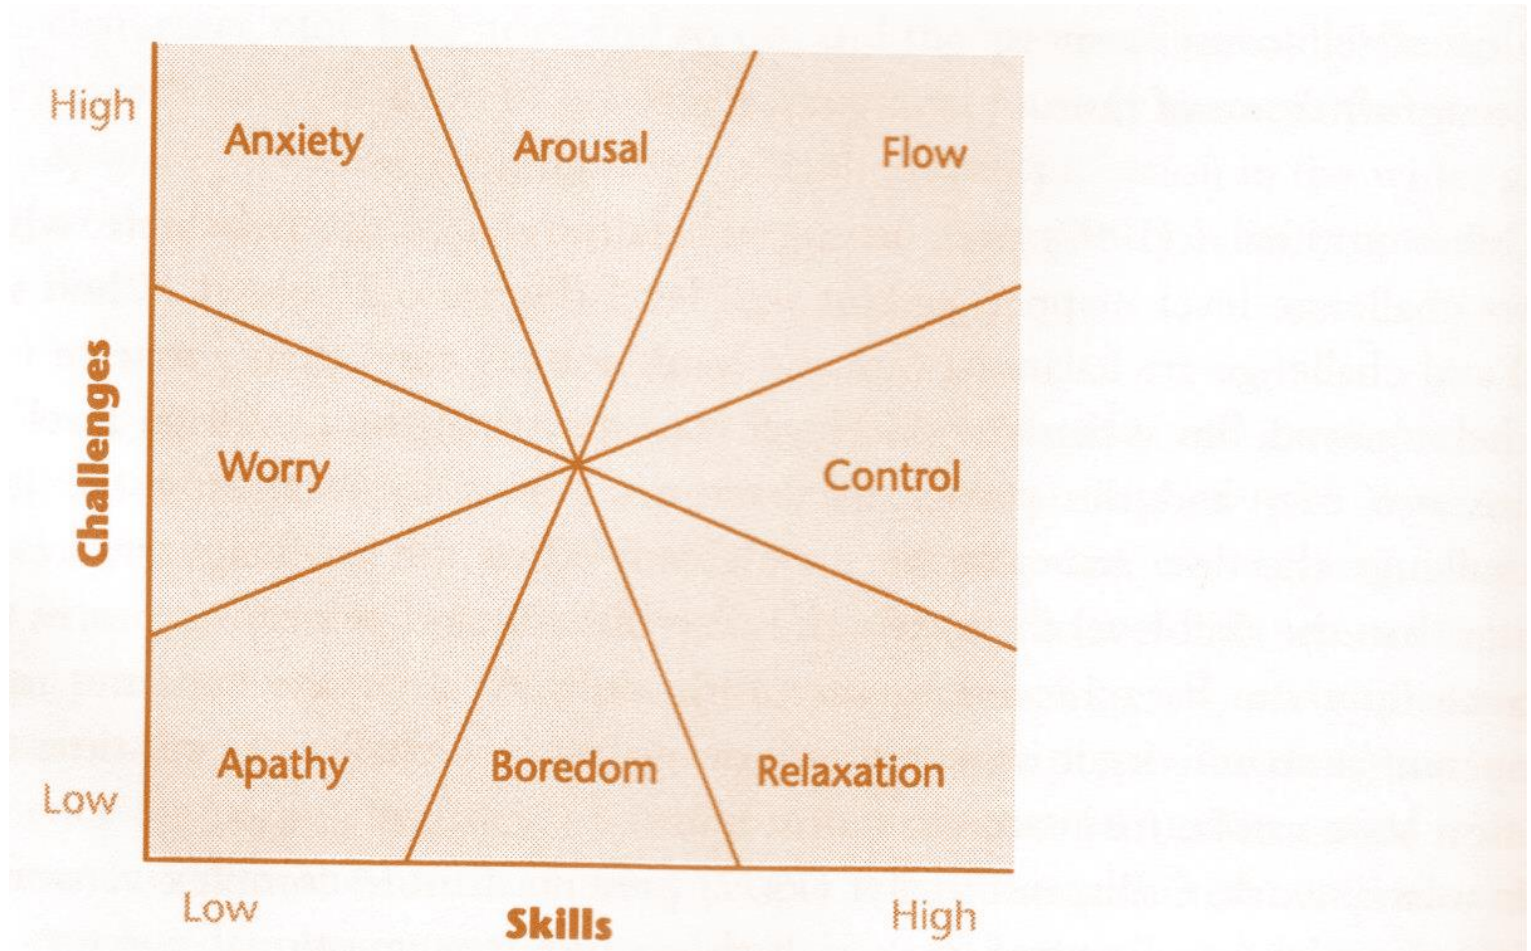 High
Anxiety
Arousal
Flow
Challenges
Worry
Control
Apathy
Boredom
Relaxation
Low
Low
Skills
High